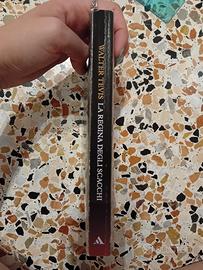 WALTER TEVIS LA REGINA DEGLI SCACCHI